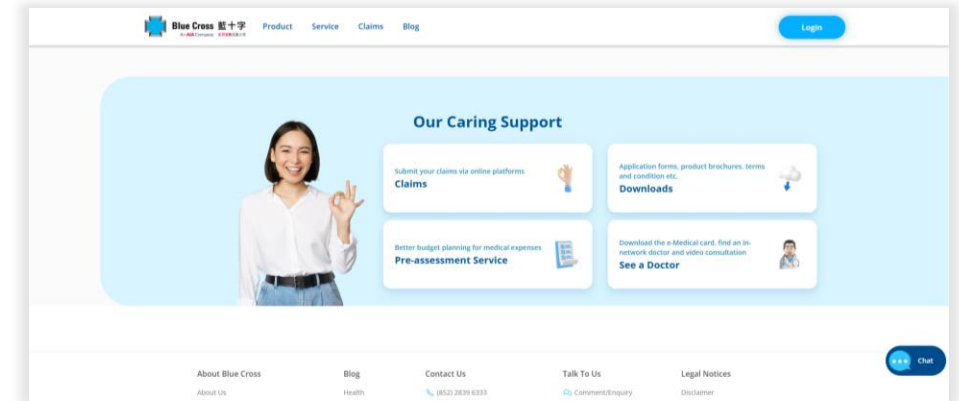 Blue Cross 藍十字
Product
Service
Claims
Blog
Login
Our Caring Support
Submit your claims via online platforms
Claims
Application forms, product brochures, terms
and condition etc.
Downloads
Better budget planning for medical expenses
Pre-assessment Service
Download the e-Medical card, find an in-
network doctor and video consultation
See a Doctor
Chat
About Blue Cross
Blog
Contact Us
Talk To Us
Legal Notices
About Us
Health
(852) 2839 6333
Comment/Enquiry
Disclaimer